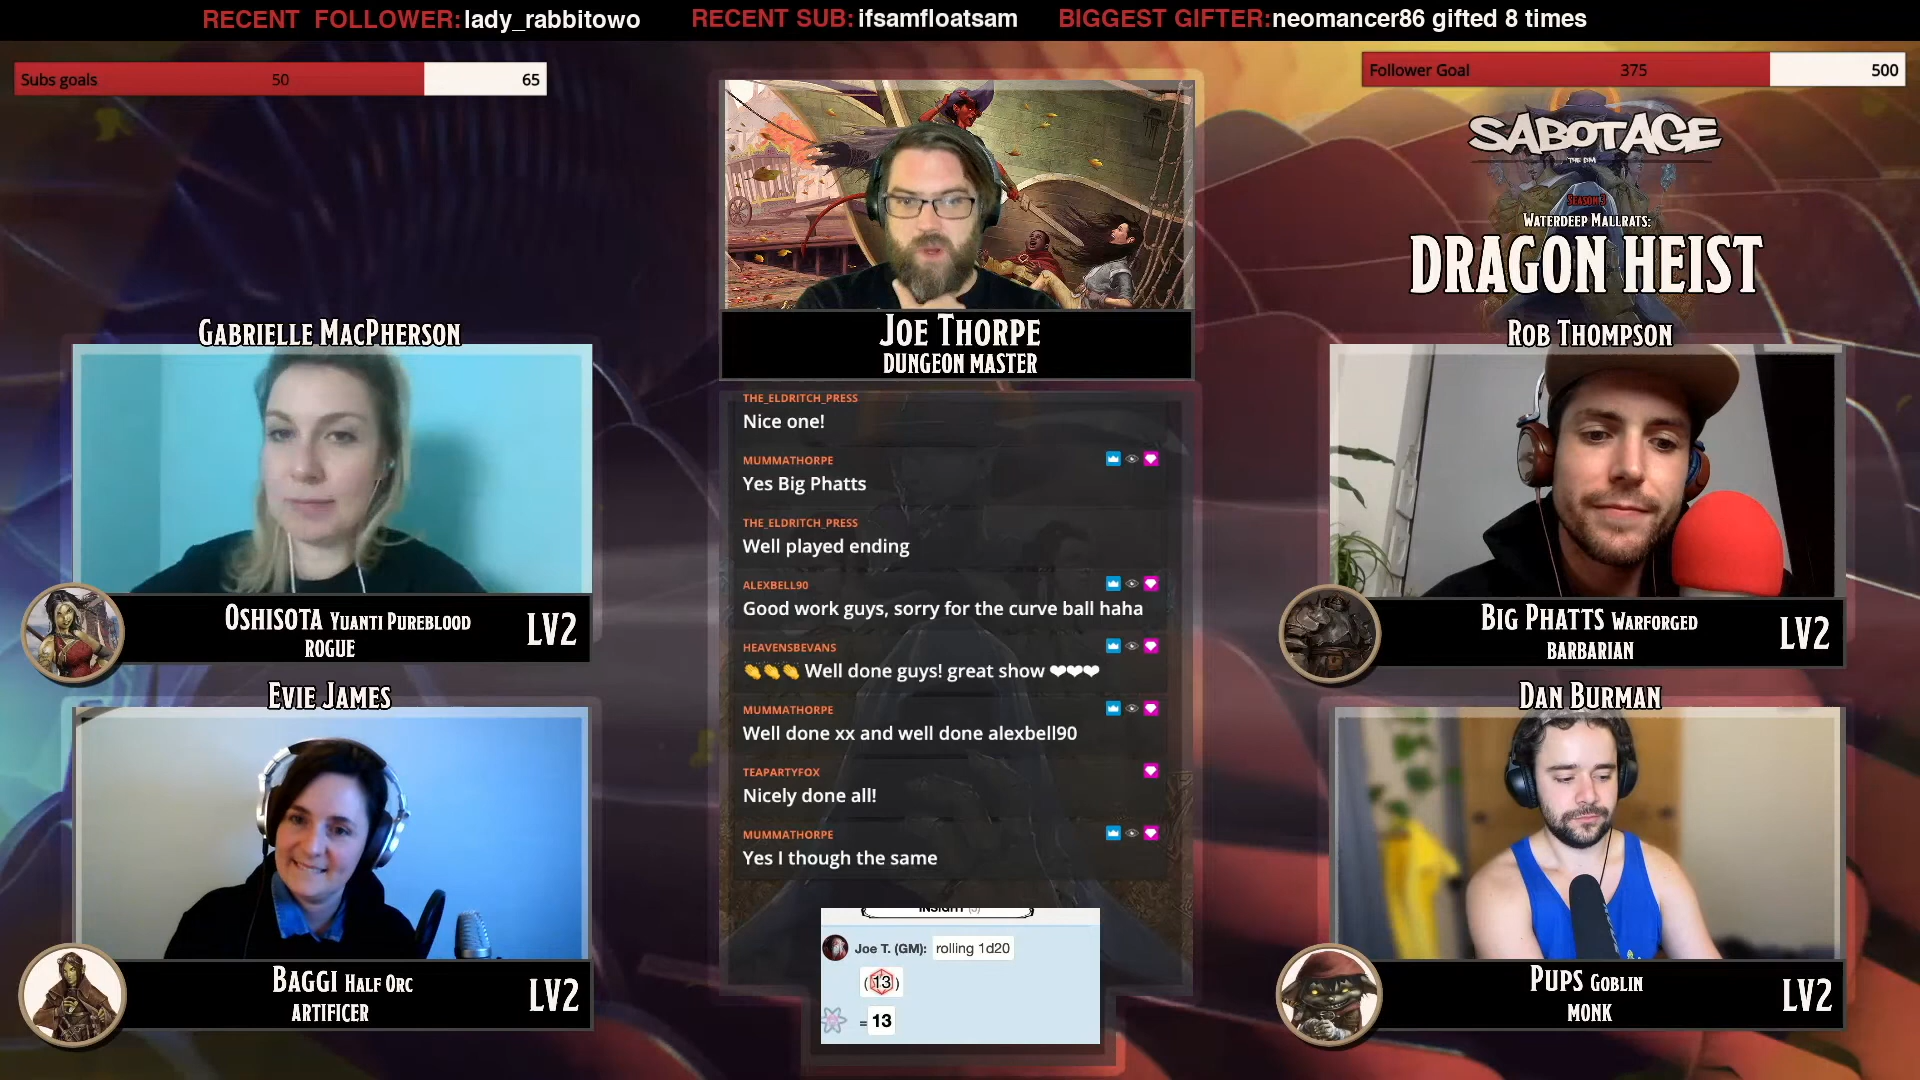 RECENT FOLLOWER: lady_rabbitowo RECENT SUB: ifsamfloatsam BIGGEST GIFTER: neomancer86 gifted 8 times
Subs goals 50 65
Follower Goal 375 500
SABOTAGE
THE DM
SEASON 1
WATERDEEP MALLRATS:
DRAGON HEIST
JOE THORPE
DUNGEON MASTER
GABRIELLE MACPHERSON
OSHISOTA YUANTI PUREBLOOD
ROGUE
LV2
EVIE JAMES
BAGGI HALF ORC
ARTIFICER
LV2
THE_ELDRITCH_PRESS
Nice one!
MUMMATHORPE
Yes Big Phatts
THE_ELDRITCH_PRESS
Well played ending
ALEXBELL90
Good work guys, sorry for the curve ball haha
HEAVENSBEVANS
👏👏👏 Well done guys! great show ❤❤❤
MUMMATHORPE
Well done xx and well done alexbell90
TEAPARTYFOX
Nicely done all!
MUMMATHORPE
Yes I though the same
INSIGHT
Joe T. (GM): rolling 1d20
(13)
=13
ROB THOMPSON
BIG PHATTS WARFORGED
BARBARIAN
LV2
DAN BURMAN
PUPS GOBLIN
MONK
LV2